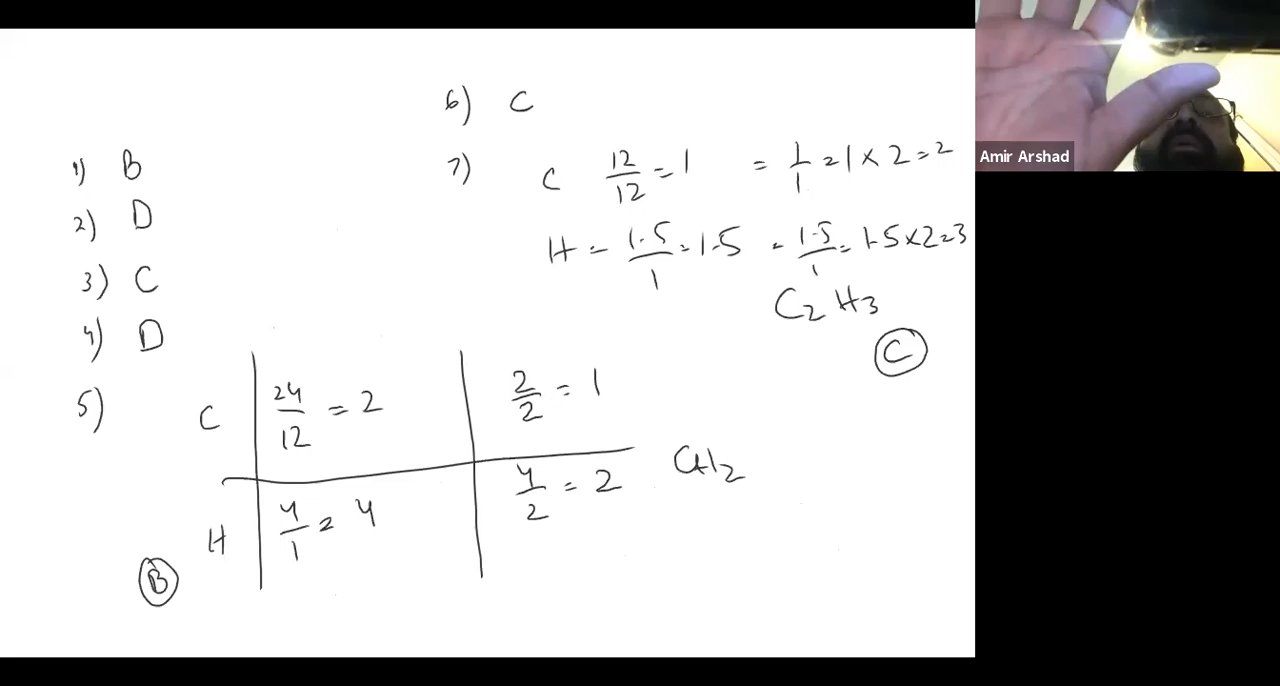 1) B
2) D
3) C
4) D
5)
C 24/12 = 2 2/2 = 1
H 4/1 = 4 4/2 = 2 CH2
B
6) C
7) C 12/12 = 1 = 1/1 = 1 × 2 = 2
H = 1.5/1 = 1.5 = 1.5/1 = 1.5 × 2 = 3
C2H3
C
Amir Arshad